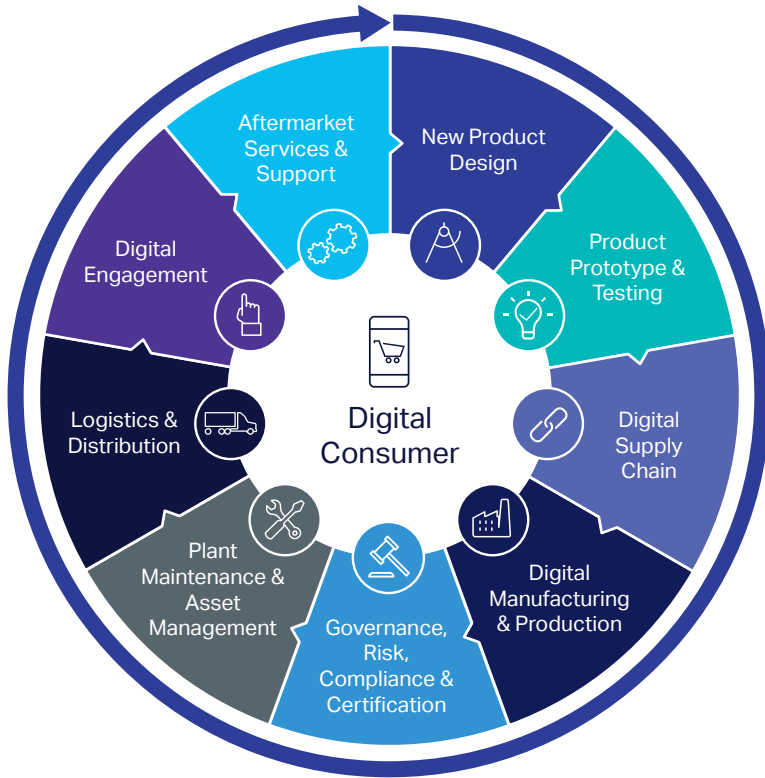 New Product
Design
Product
Prototype &
Testing
Digital
Supply
Chain
Digital
Manufacturing
& Production
Governance,
Risk,
Compliance &
Certification
Plant
Maintenance &
Asset
Management
Logistics &
Distribution
Digital
Engagement
Aftermarket
Services &
Support
Digital
Consumer